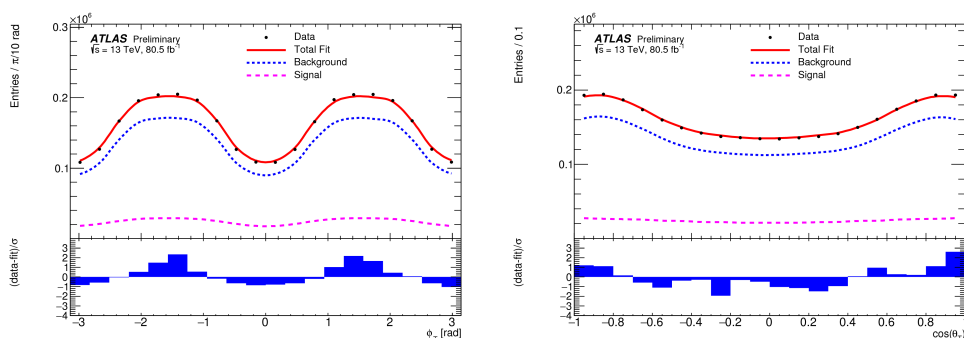 ×10⁶
0.3
0.2
0.1
Entries / π/10 rad
ATLAS Preliminary
√s = 13 TeV, 80.5 fb⁻¹
Data
Total Fit
Background
Signal
(data-fit)/σ
3
2
1
0
−1
−2
−3
−4
−3 −2 −1 0 1 2 3
ϕ_T [rad]
×10⁶
0.2
0.1
Entries / 0.1
ATLAS Preliminary
√s = 13 TeV, 80.5 fb⁻¹
Data
Total Fit
Background
Signal
(data-fit)/σ
3
2
1
0
−1
−2
−3
−4
−1 −0.8 −0.6 −0.4 −0.2 0 0.2 0.4 0.6 0.8 1
cos(θ_T)